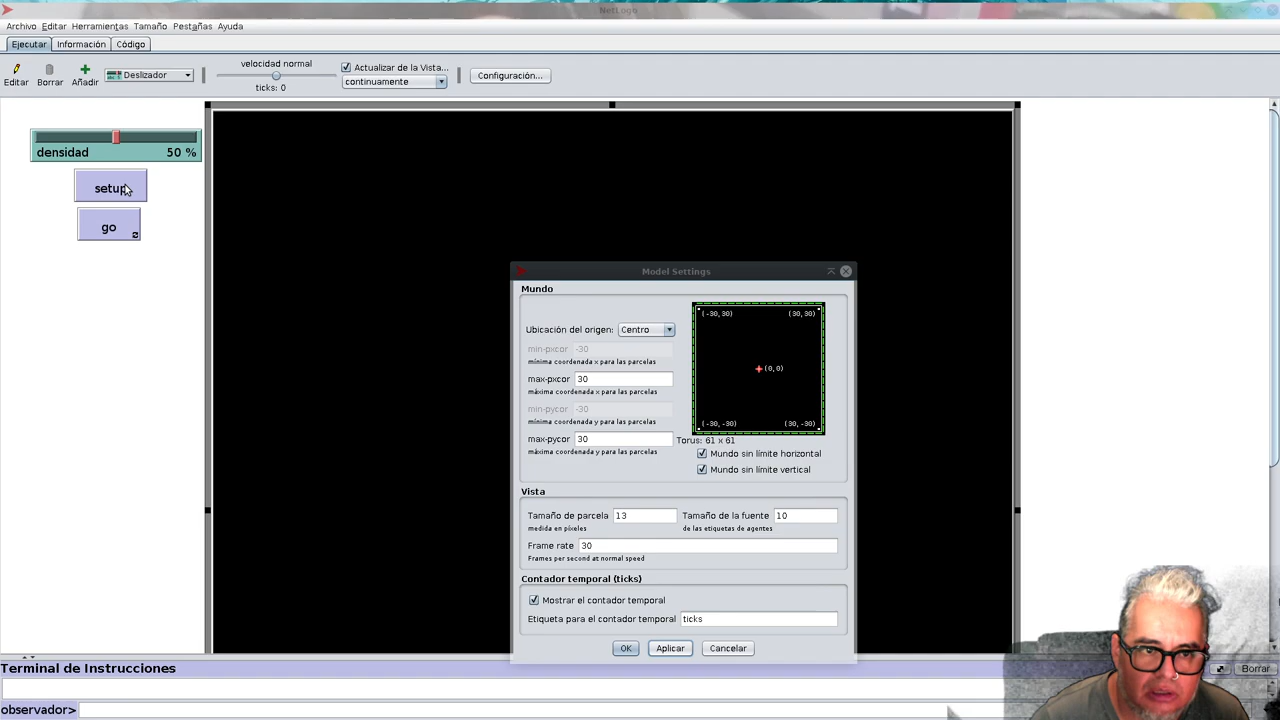 NetLogo
Archivo Editar Herramientas Tamaño Pestañas Ayuda
Ejecutar Información Código
Editar Borrar Añadir Deslizador velocidad normal ticks: 0 Actualizar de la Vista... continuamente Configuración...
densidad 50 %
setup
go
Model Settings
Mundo
Ubicación del origen: Centro
min-pxcor -30
mínima coordenada x para las parcelas
max-pxcor 30
máxima coordenada x para las parcelas
min-pycor -30
mínima coordenada y para las parcelas
max-pycor 30
máxima coordenada y para las parcelas
(-30,30) (30,30)
(0,0)
(-30,-30) (30,-30)
Torus: 61 x 61
Mundo sin límite horizontal
Mundo sin límite vertical
Vista
Tamaño de parcela 13 Tamaño de la fuente 10
medida en píxeles de las etiquetas de agentes
Frame rate 30
Frames per second at normal speed
Contador temporal (ticks)
Mostrar el contador temporal
Etiqueta para el contador temporal ticks
OK Aplicar Cancelar
Terminal de Instrucciones Borrar
observador>